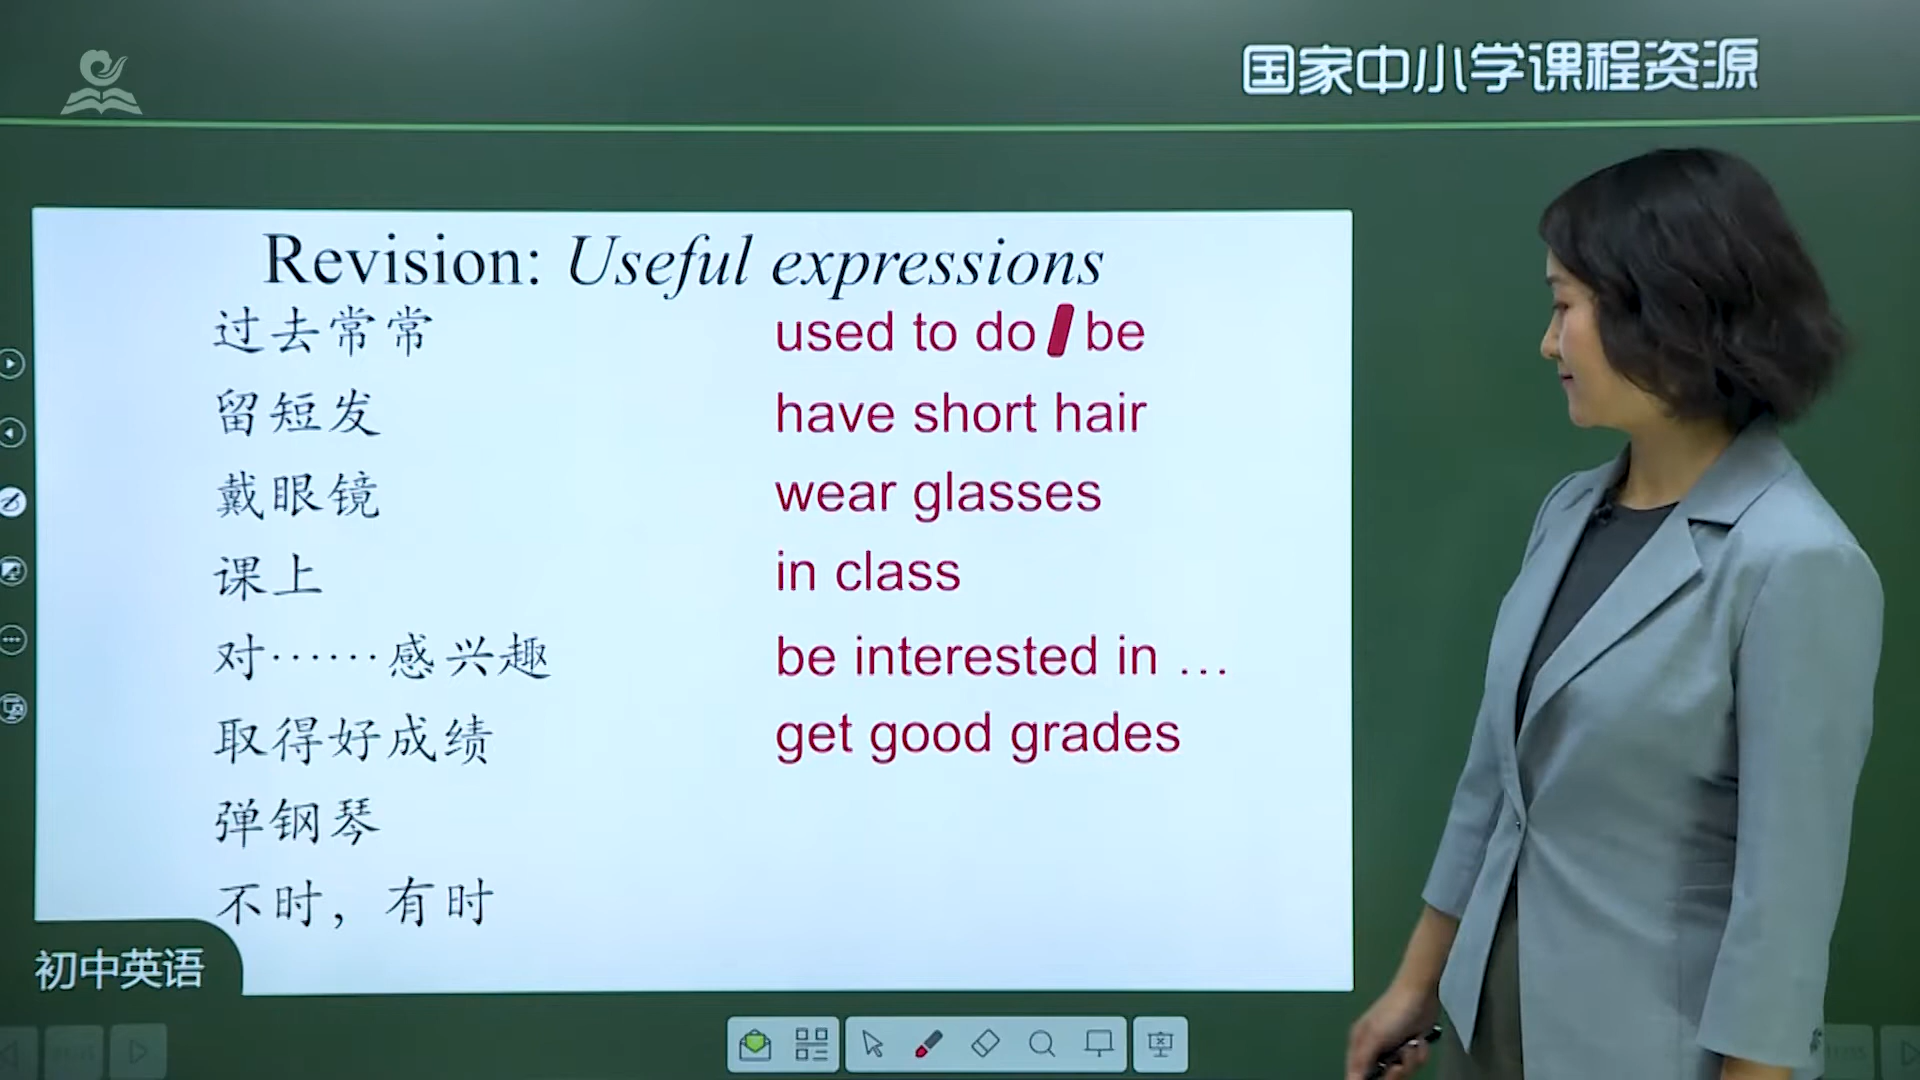 国家中小学课程资源
Revision: Useful expressions
过去常常 used to do / be
留短发 have short hair
戴眼镜 wear glasses
课上 in class
对……感兴趣 be interested in …
取得好成绩 get good grades
弹钢琴
不时，有时
初中英语